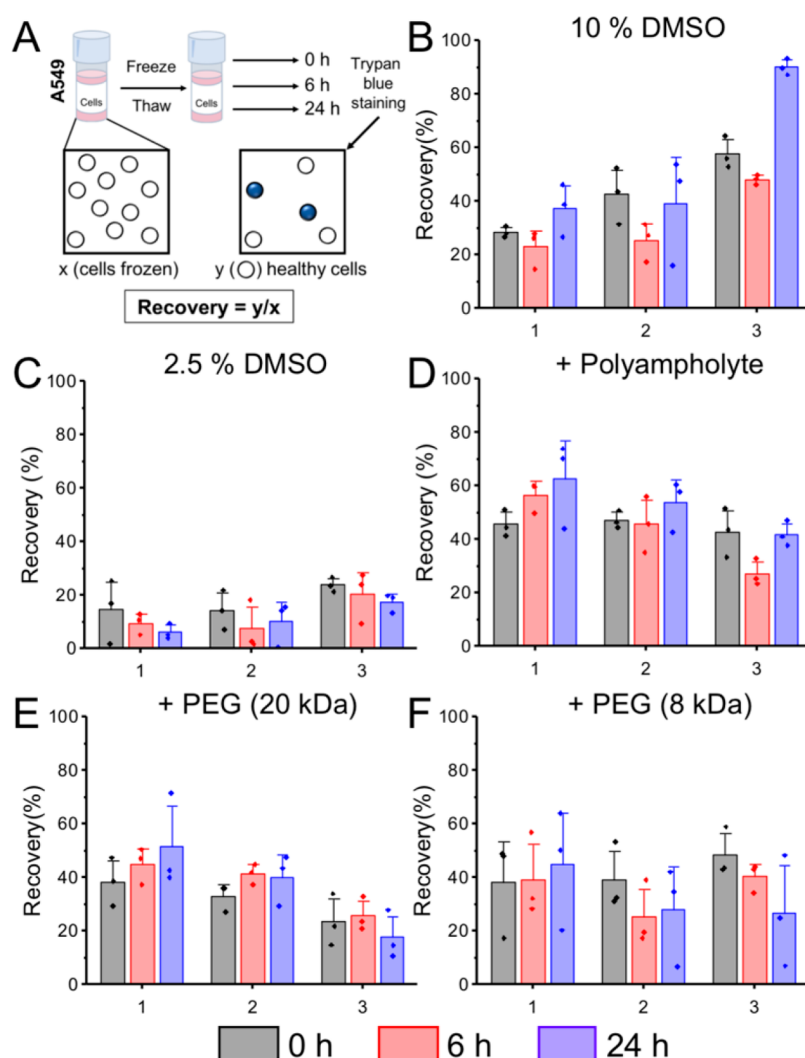 A
A549
Cells
Freeze
Thaw
Cells
0 h
6 h
24 h
Trypan
blue
staining
x (cells frozen)
y (○) healthy cells
Recovery = y/x
B
10 % DMSO
Recovery(%)
100
80
60
40
20
0
1 2 3
C
2.5 % DMSO
Recovery (%)
100
80
60
40
20
0
1 2 3
D
+ Polyampholyte
Recovery (%)
100
80
60
40
20
0
1 2 3
E
+ PEG (20 kDa)
Recovery(%)
100
80
60
40
20
0
1 2 3
F
+ PEG (8 kDa)
Recovery(%)
100
80
60
40
20
0
1 2 3
0 h 6 h 24 h